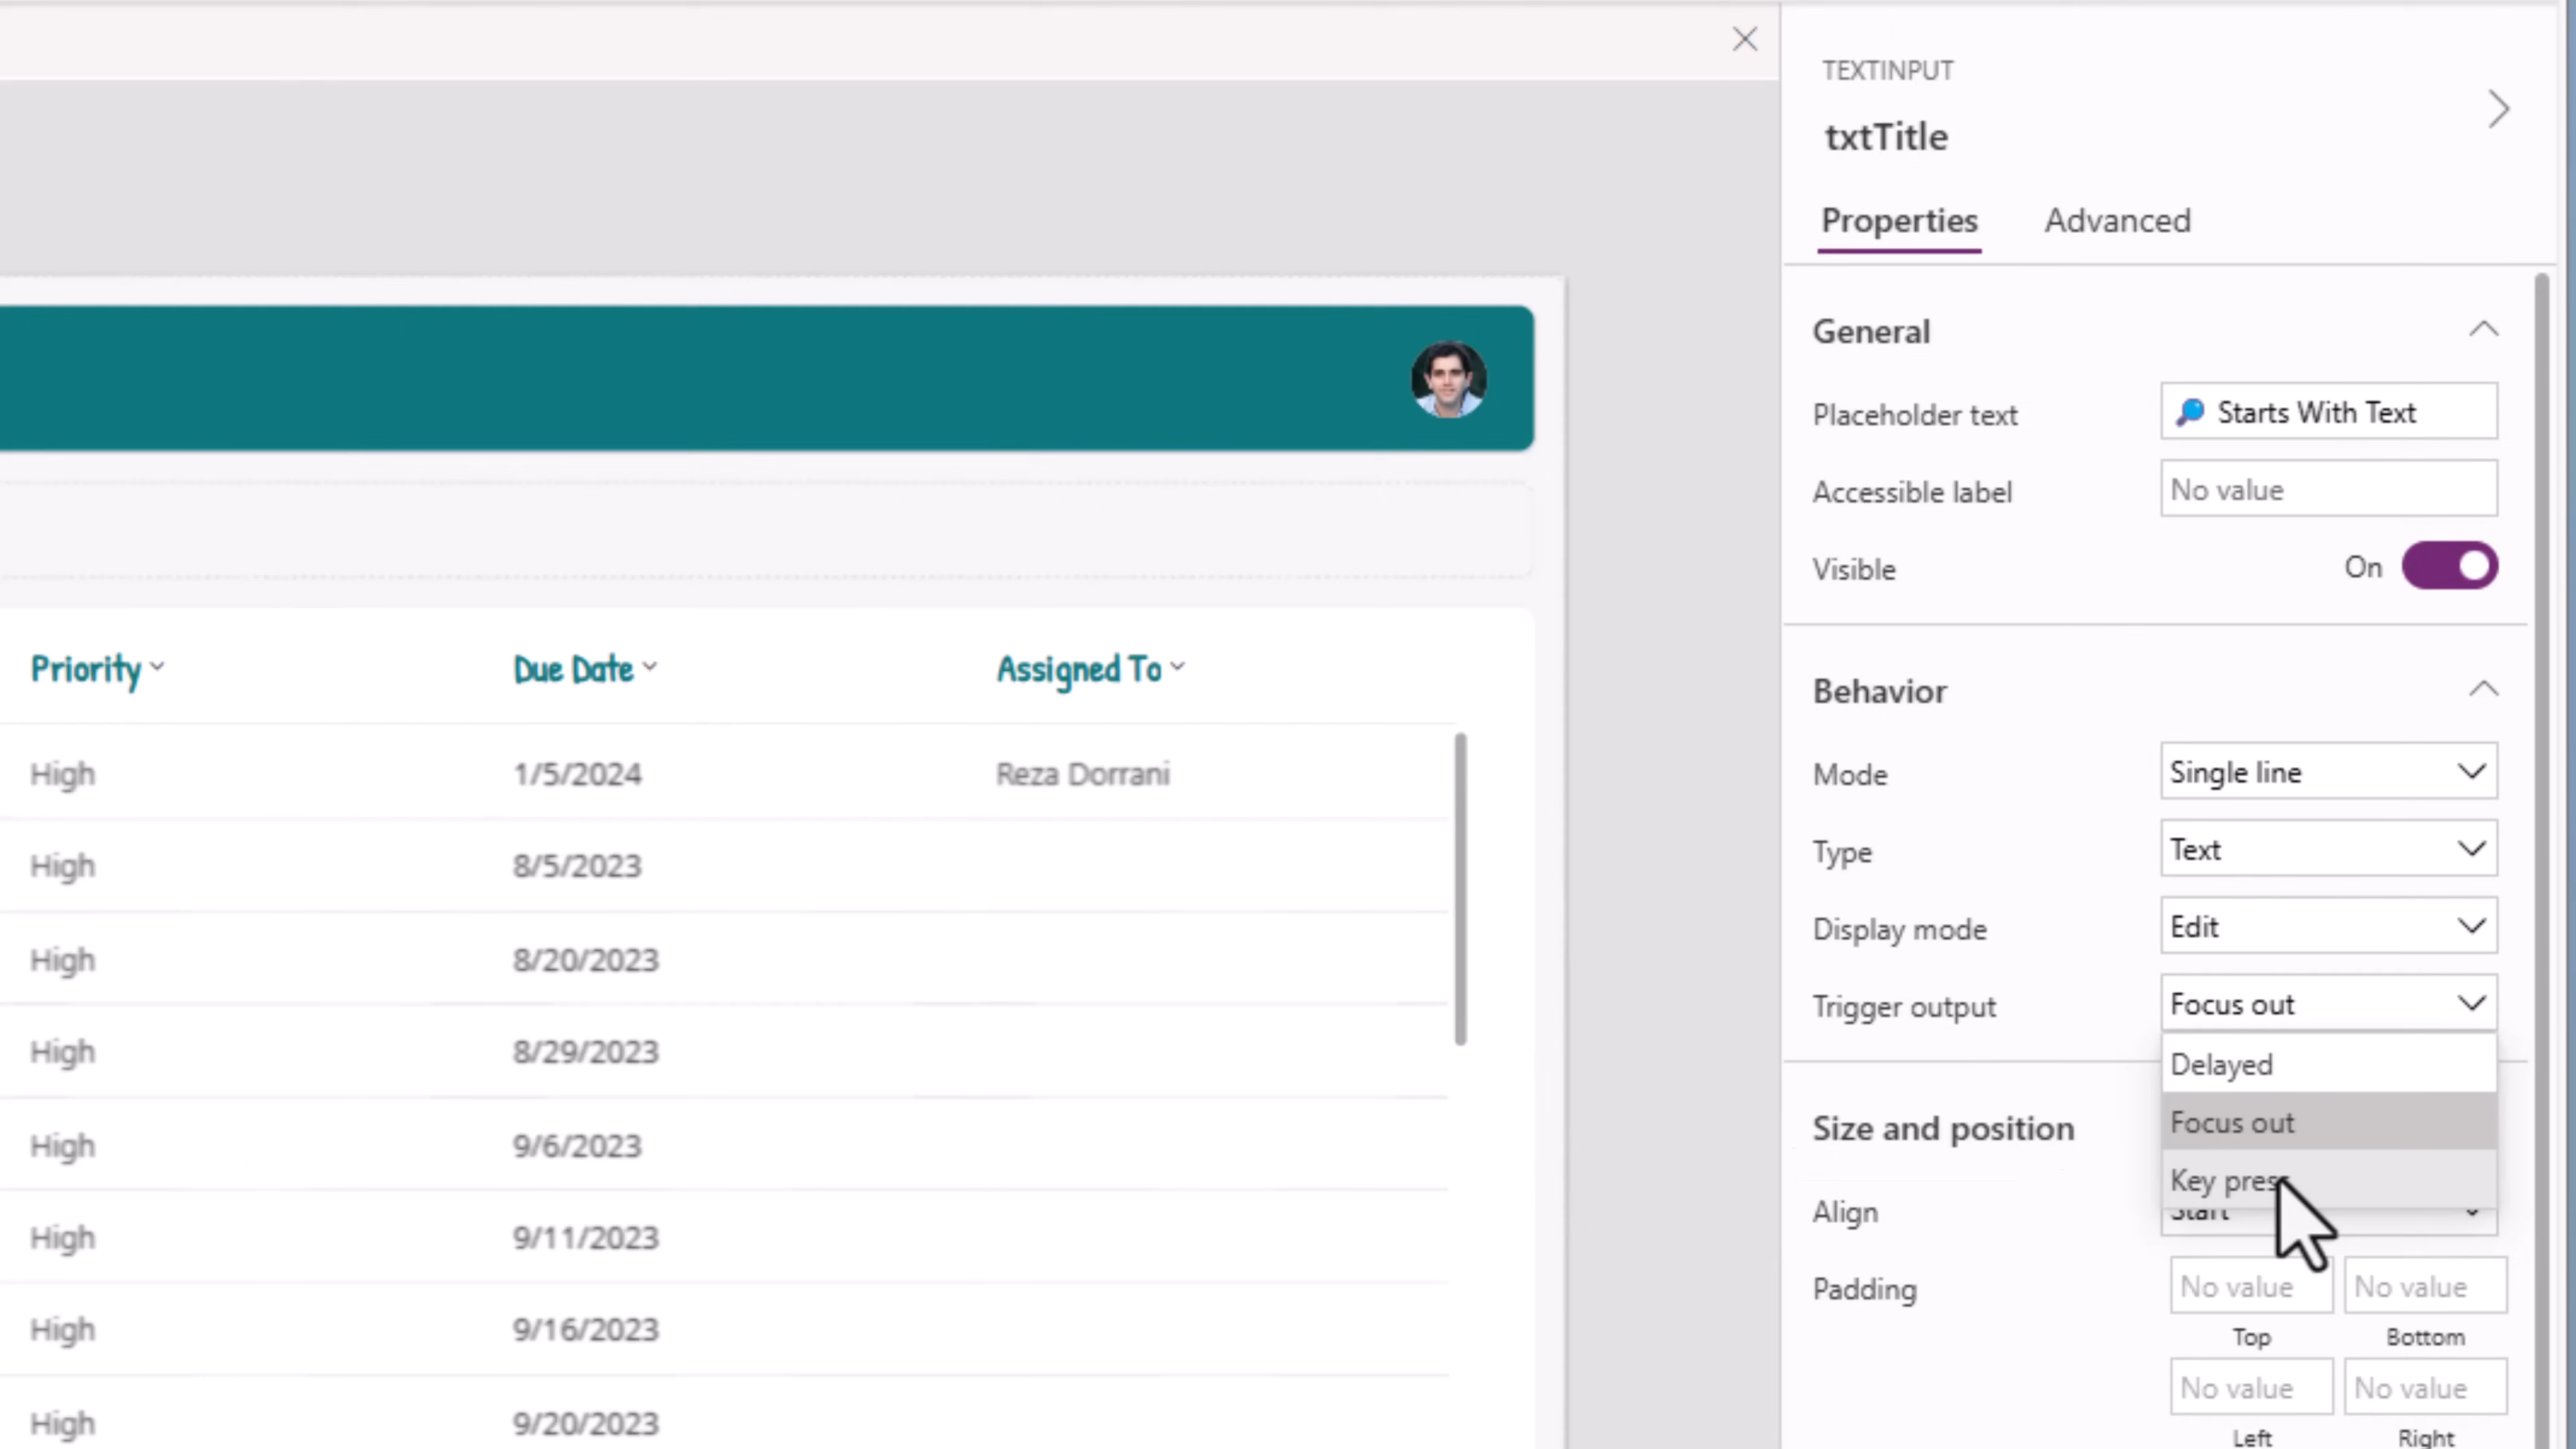 TEXTINPUT
txtTitle
Properties Advanced
General
Placeholder text 🔎 Starts With Text
Accessible label No value
Visible On
Behavior
Mode Single line
Type Text
Display mode Edit
Trigger output Focus out
Delayed
Focus out
Key press
Size and position
Align Start
Padding No value No value
Top Bottom
No value No value
Left Right
Priority Due Date Assigned To
High 1/5/2024 Reza Dorrani
High 8/5/2023
High 8/20/2023
High 8/29/2023
High 9/6/2023
High 9/11/2023
High 9/16/2023
High 9/20/2023